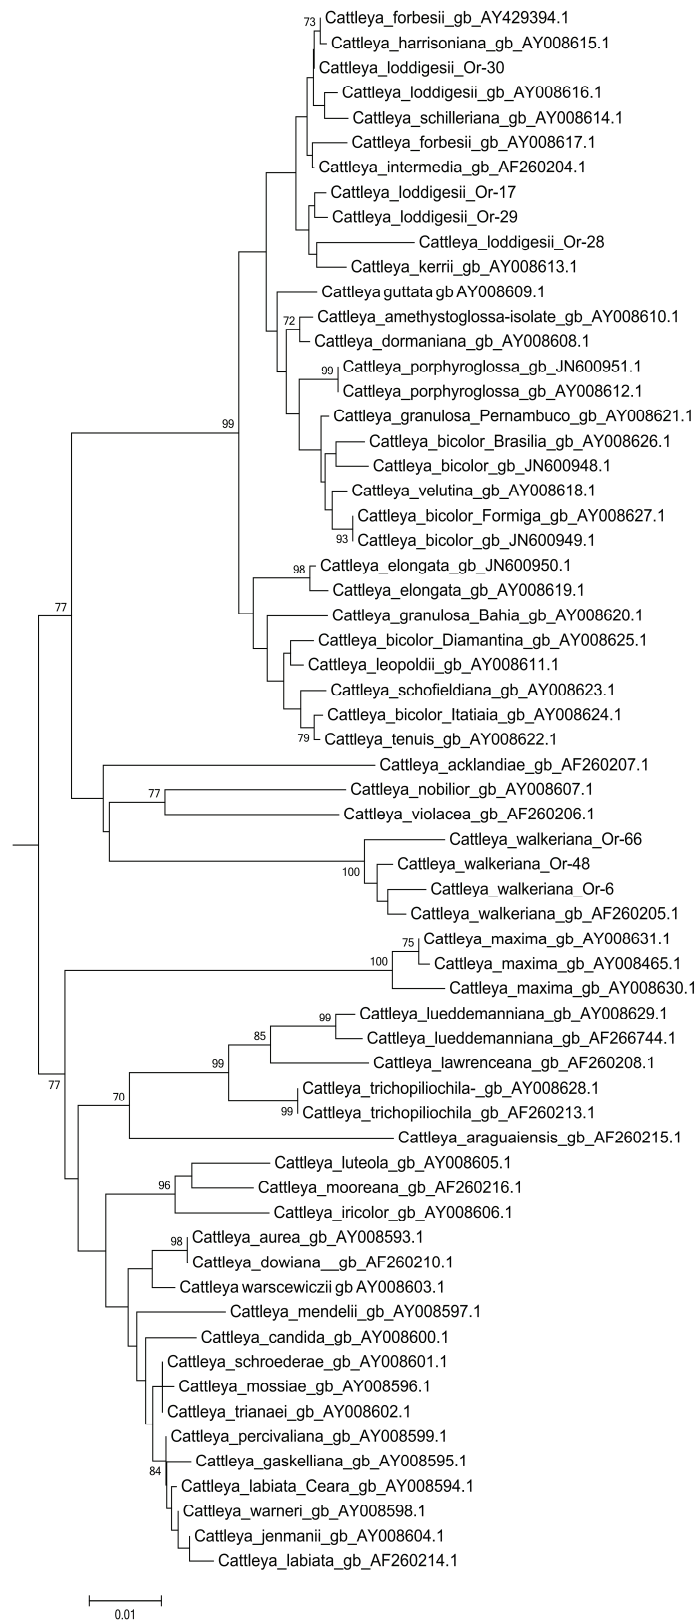 73
Cattleya_forbesii_gb_AY429394.1
Cattleya_harrisoniana_gb_AY008615.1
Cattleya_loddigesii_Or-30
Cattleya_loddigesii_gb_AY008616.1
Cattleya_schilleriana_gb_AY008614.1
Cattleya_forbesii_gb_AY008617.1
Cattleya_intermedia_gb_AF260204.1
Cattleya_loddigesii_Or-17
Cattleya_loddigesii_Or-29
Cattleya_loddigesii_Or-28
Cattleya_kerrii_gb_AY008613.1
Cattleya guttata gb AY008609.1
72
Cattleya_amethystoglossa-isolate_gb_AY008610.1
Cattleya_dormaniana_gb_AY008608.1
99
Cattleya_porphyroglossa_gb_JN600951.1
Cattleya_porphyroglossa_gb_AY008612.1
Cattleya_granulosa_Pernambuco_gb_AY008621.1
99
Cattleya_bicolor_Brasilia_gb_AY008626.1
Cattleya_bicolor_gb_JN600948.1
Cattleya_velutina_gb_AY008618.1
Cattleya_bicolor_Formiga_gb_AY008627.1
93
Cattleya_bicolor_gb_JN600949.1
98
Cattleya_elongata_gb_JN600950.1
Cattleya_elongata_gb_AY008619.1
77
Cattleya_granulosa_Bahia_gb_AY008620.1
Cattleya_bicolor_Diamantina_gb_AY008625.1
Cattleya_leopoldii_gb_AY008611.1
Cattleya_schofieldiana_gb_AY008623.1
Cattleya_bicolor_Itatiaia_gb_AY008624.1
79
Cattleya_tenuis_gb_AY008622.1
Cattleya_acklandiae_gb_AF260207.1
77
Cattleya_nobilior_gb_AY008607.1
Cattleya_violacea_gb_AF260206.1
Cattleya_walkeriana_Or-66
100
Cattleya_walkeriana_Or-48
Cattleya_walkeriana_Or-6
Cattleya_walkeriana_gb_AF260205.1
75
Cattleya_maxima_gb_AY008631.1
100
Cattleya_maxima_gb_AY008465.1
Cattleya_maxima_gb_AY008630.1
99
Cattleya_lueddemanniana_gb_AY008629.1
85
Cattleya_lueddemanniana_gb_AF266744.1
99
Cattleya_lawrenceana_gb_AF260208.1
77
Cattleya_trichopiliochila-_gb_AY008628.1
70
99
Cattleya_trichopiliochila_gb_AF260213.1
Cattleya_araguaiensis_gb_AF260215.1
Cattleya_luteola_gb_AY008605.1
96
Cattleya_mooreana_gb_AF260216.1
Cattleya_iricolor_gb_AY008606.1
98
Cattleya_aurea_gb_AY008593.1
Cattleya_dowiana__gb_AF260210.1
Cattleya warscewiczii gb AY008603.1
Cattleya_mendelii_gb_AY008597.1
Cattleya_candida_gb_AY008600.1
Cattleya_schroederae_gb_AY008601.1
Cattleya_mossiae_gb_AY008596.1
Cattleya_trianaei_gb_AY008602.1
Cattleya_percivaliana_gb_AY008599.1
Cattleya_gaskelliana_gb_AY008595.1
84
Cattleya_labiata_Ceara_gb_AY008594.1
Cattleya_warneri_gb_AY008598.1
Cattleya_jenmanii_gb_AY008604.1
Cattleya_labiata_gb_AF260214.1
0.01